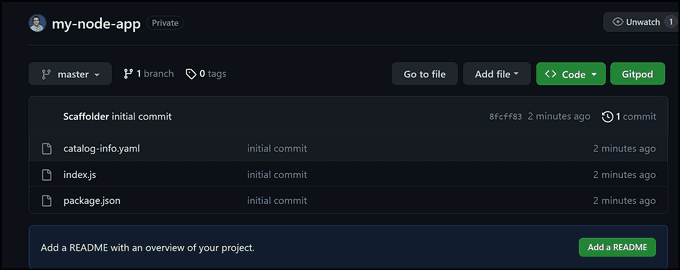 my-node-app Private Unwatch 1
master 1 branch 0 tags Go to file Add file Code Gitpod
Scaffolder initial commit 8fcff83 2 minutes ago 1 commit
catalog-info.yaml initial commit 2 minutes ago
index.js initial commit 2 minutes ago
package.json initial commit 2 minutes ago
Add a README with an overview of your project. Add a README